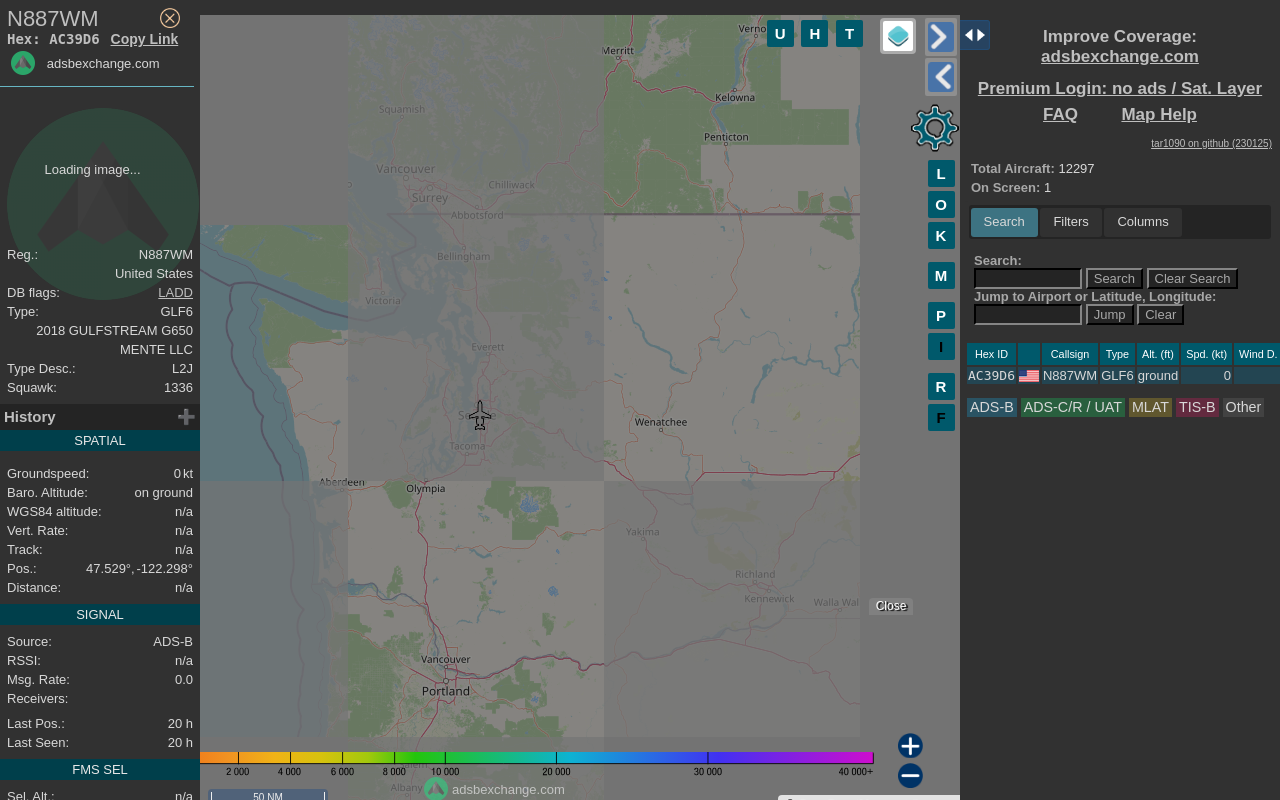 N887WM
Hex: AC39D6 Copy Link
adsbexchange.com
Loading image...
Reg.: N887WM
United States
DB flags: LADD
Type: GLF6
2018 GULFSTREAM G650
MENTE LLC
Type Desc.: L2J
Squawk: 1336
History
SPATIAL
Groundspeed: 0 kt
Baro. Altitude: on ground
WGS84 altitude: n/a
Vert. Rate: n/a
Track: n/a
Pos.: 47.529°, -122.298°
Distance: n/a
SIGNAL
Source: ADS-B
RSSI: n/a
Msg. Rate: 0.0
Receivers:
Last Pos.: 20 h
Last Seen: 20 h
FMS SEL
Sel. Alt.: n/a
U H T
Merritt
Kelowna
Squamish
Penticton
Vancouver
Surrey
Chilliwack
Abbotsford
Bellingham
Victoria
Everett
Tacoma
Wenatchee
Aberdeen
Olympia
Yakima
Richland
Kennewick
Walla Wal
Vancouver
Portland
Albany
L
O
K
M
P
I
R
F
Close
2 000 4 000 6 000 8 000 10 000 20 000 30 000 40 000+
adsbexchange.com
50 NM
Improve Coverage:
adsbexchange.com
Premium Login: no ads / Sat. Layer
FAQ Map Help
tar1090 on github (230125)
Total Aircraft: 12297
On Screen: 1
Search Filters Columns
Search:
Search Clear Search
Jump to Airport or Latitude, Longitude:
Jump Clear
Hex ID Callsign Type Alt. (ft) Spd. (kt) Wind D.
AC39D6 N887WM GLF6 ground 0
ADS-B ADS-C/R / UAT MLAT TIS-B Other